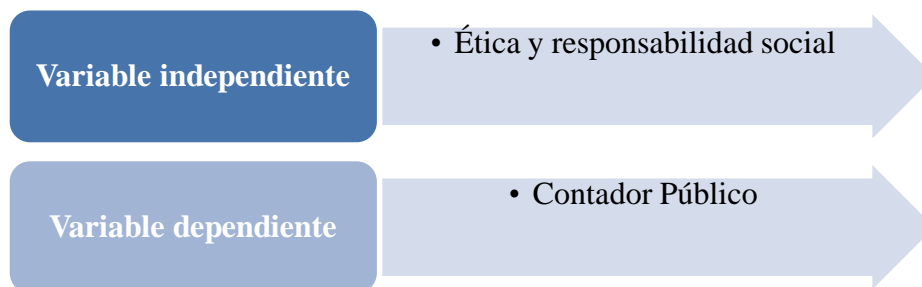 Variable independiente
• Ética y responsabilidad social
Variable dependiente
• Contador Público